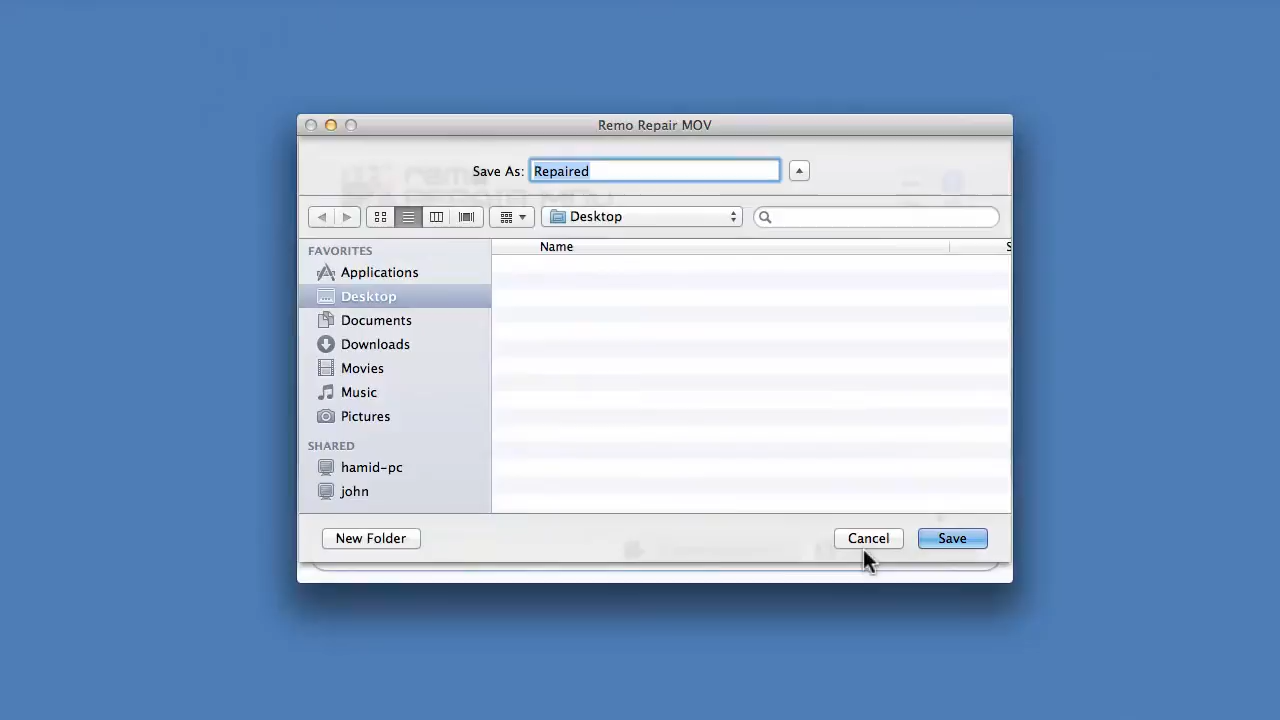 Remo Repair MOV
Save As: Repaired
Desktop
Name
S
FAVORITES
Applications
Desktop
Documents
Downloads
Movies
Music
Pictures
SHARED
hamid-pc
john
New Folder
Cancel
Save